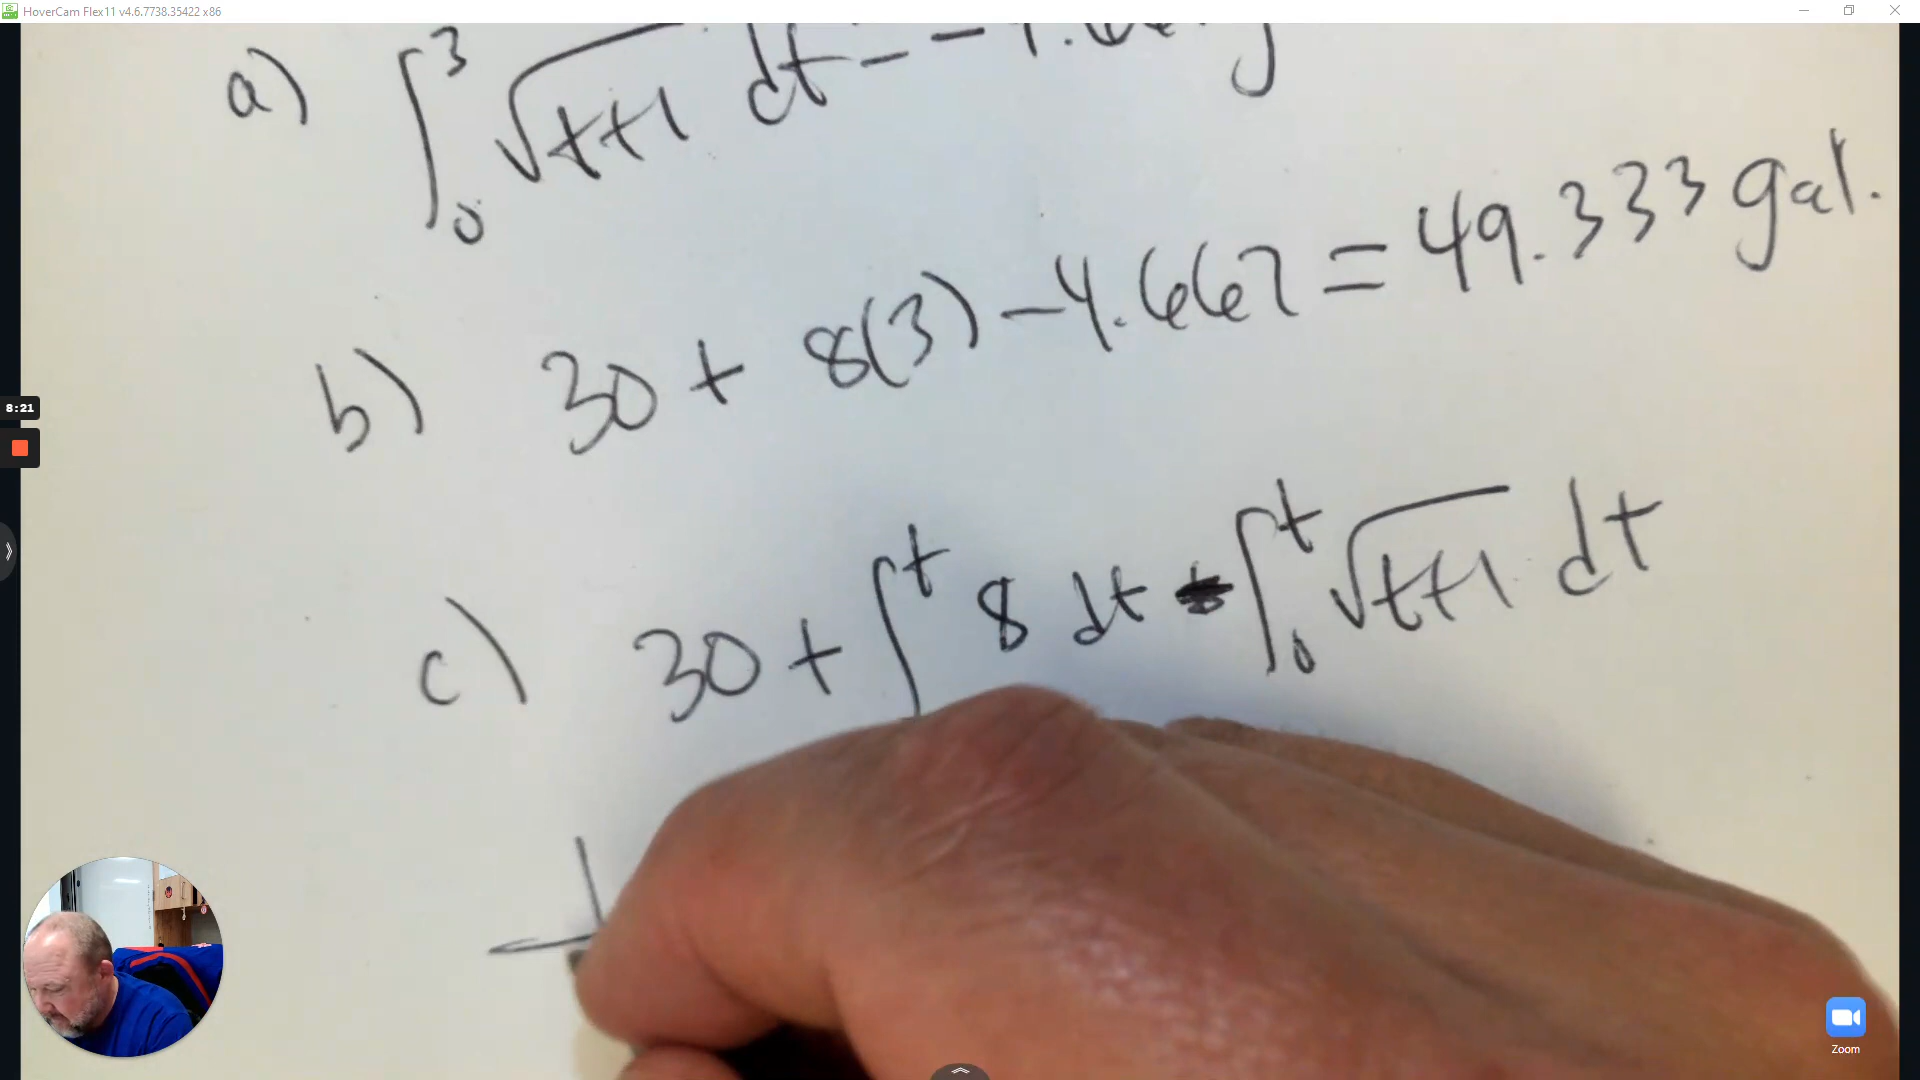 HoverCam Flex11 v4.6.7738.35422 x86
a) ∫₀³ √t+1 dt =
b) 30 + 8(3) – 4.667 = 49.333 gal.
8:21
c) 30 + ∫ᵗ 8 dt - ∫₀ᵗ √t+1 dt
Zoom